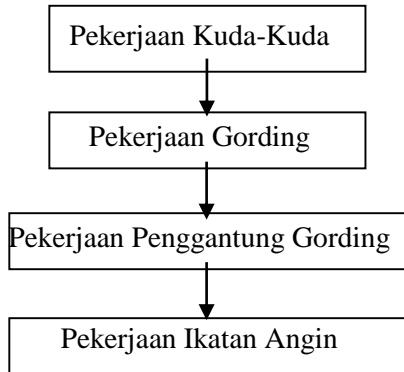 Pekerjaan Kuda-Kuda
Pekerjaan Gording
Pekerjaan Penggantung Gording
Pekerjaan Ikatan Angin